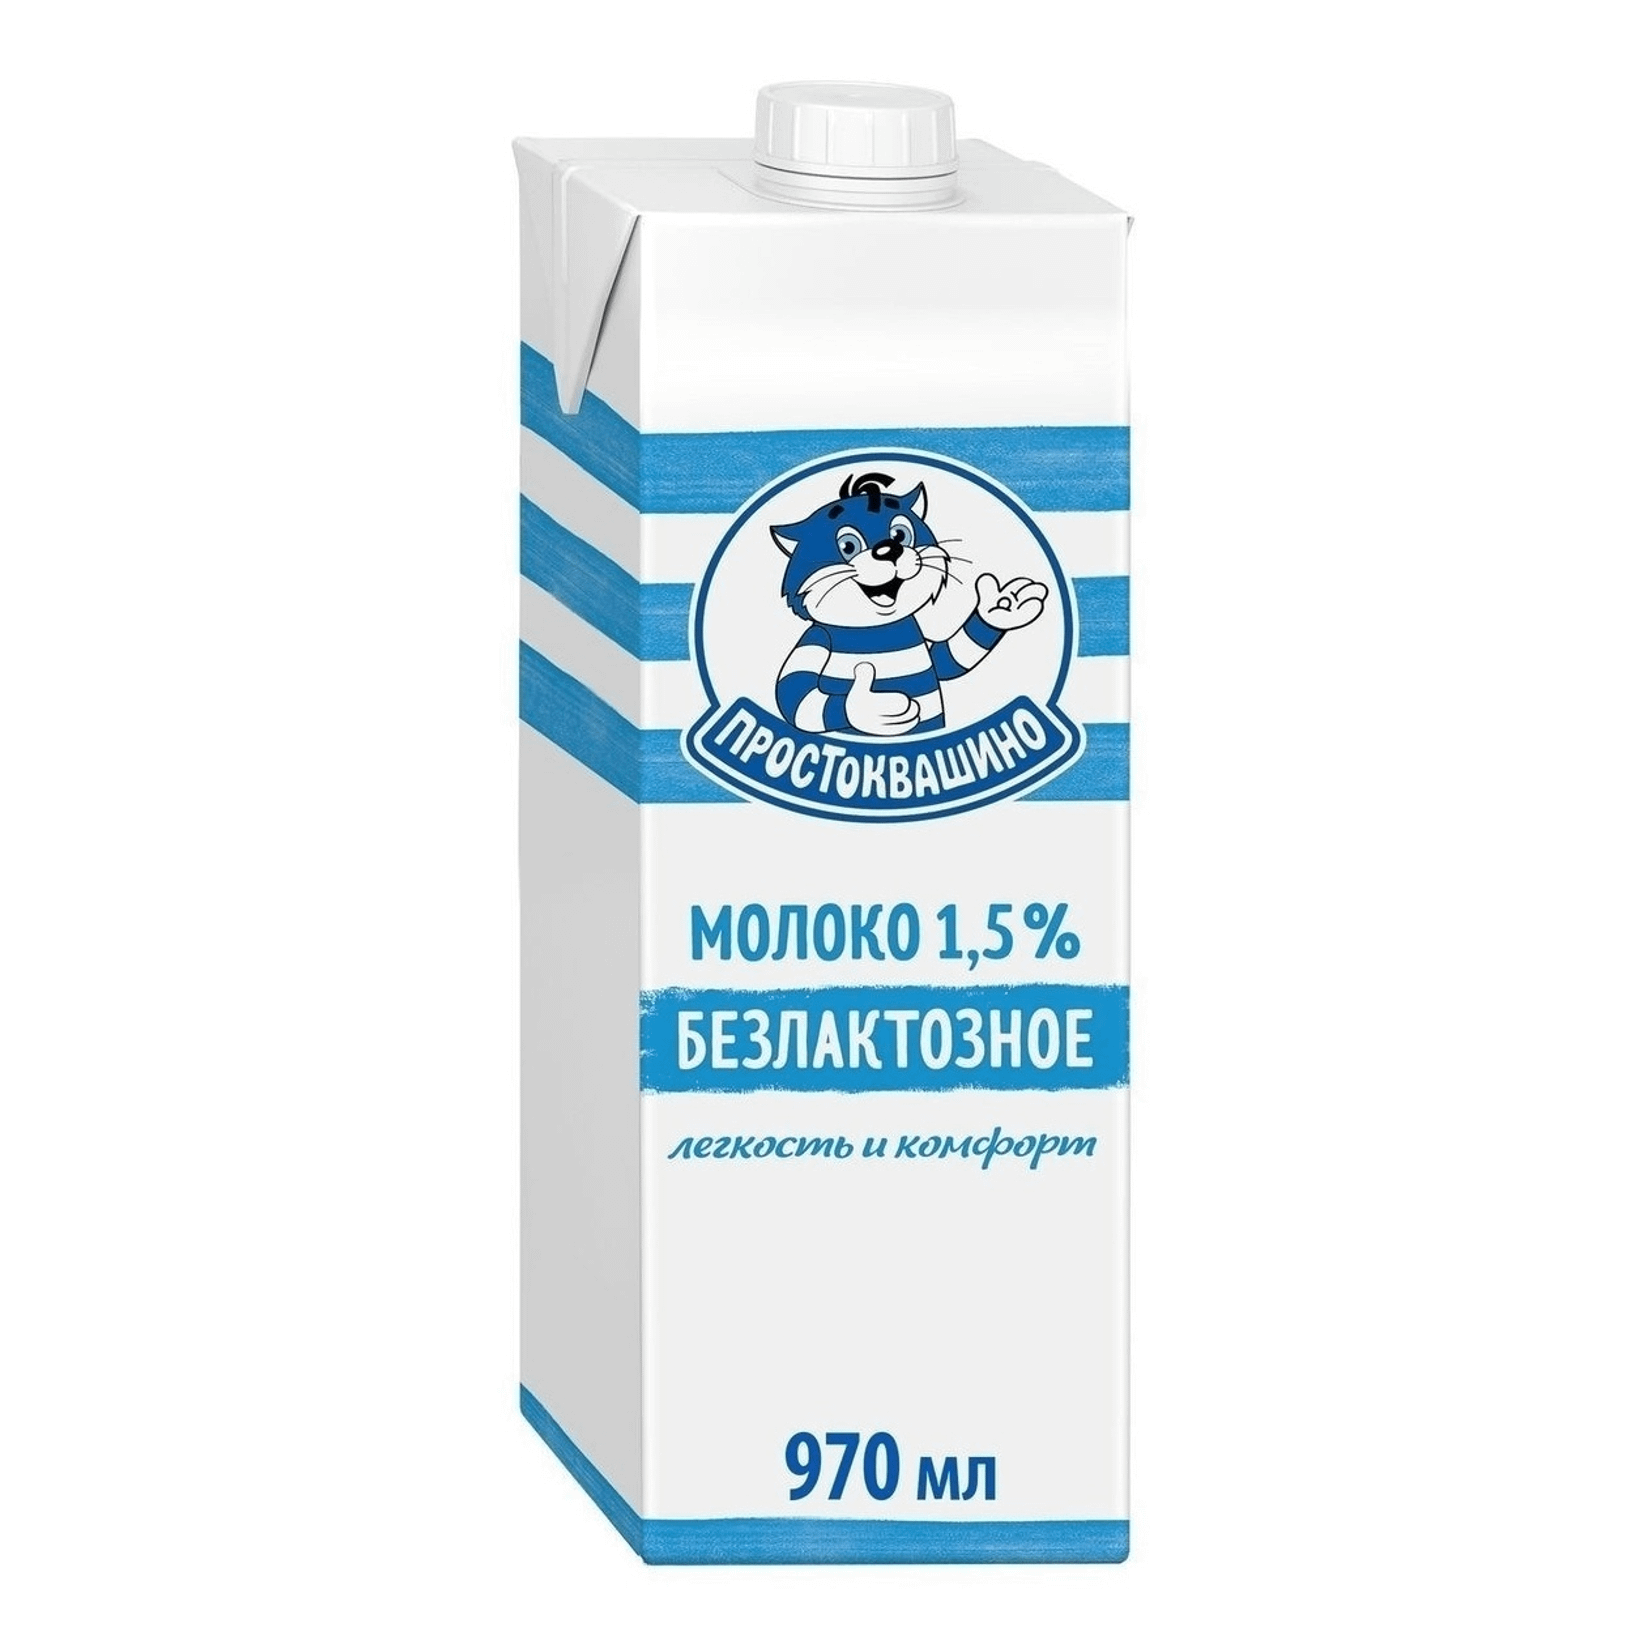 ПРОСТОКВАШИНО
МОЛОКО 1,5%
БЕЗЛАКТОЗНОЕ
легкость и комфорт
970 мл